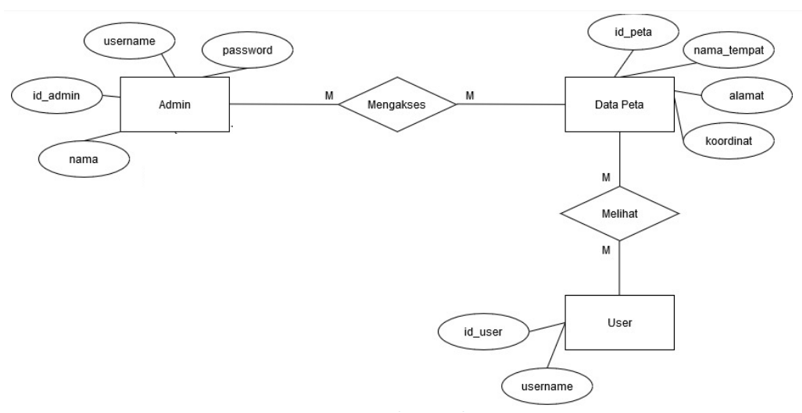 username
password
id_admin
Admin
nama
M
Mengakses
M
id_peta
nama_tempat
Data Peta
alamat
koordinat
M
Melihat
M
User
id_user
username